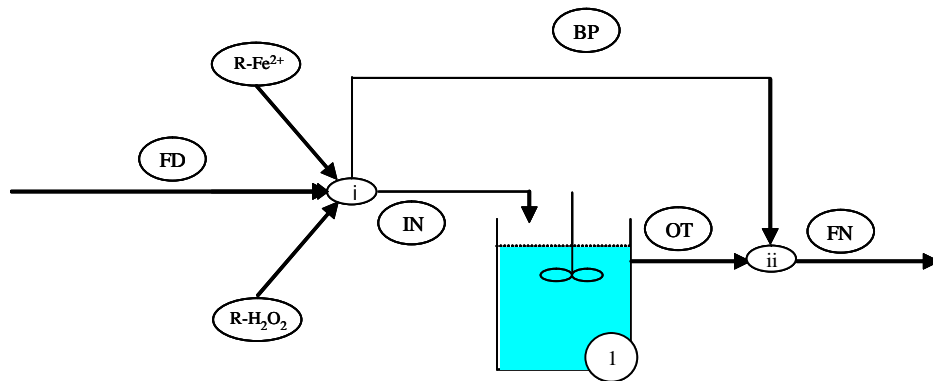 BP
R-Fe²⁺
FD
i
IN
OT
FN
ii
R-H₂O₂
1